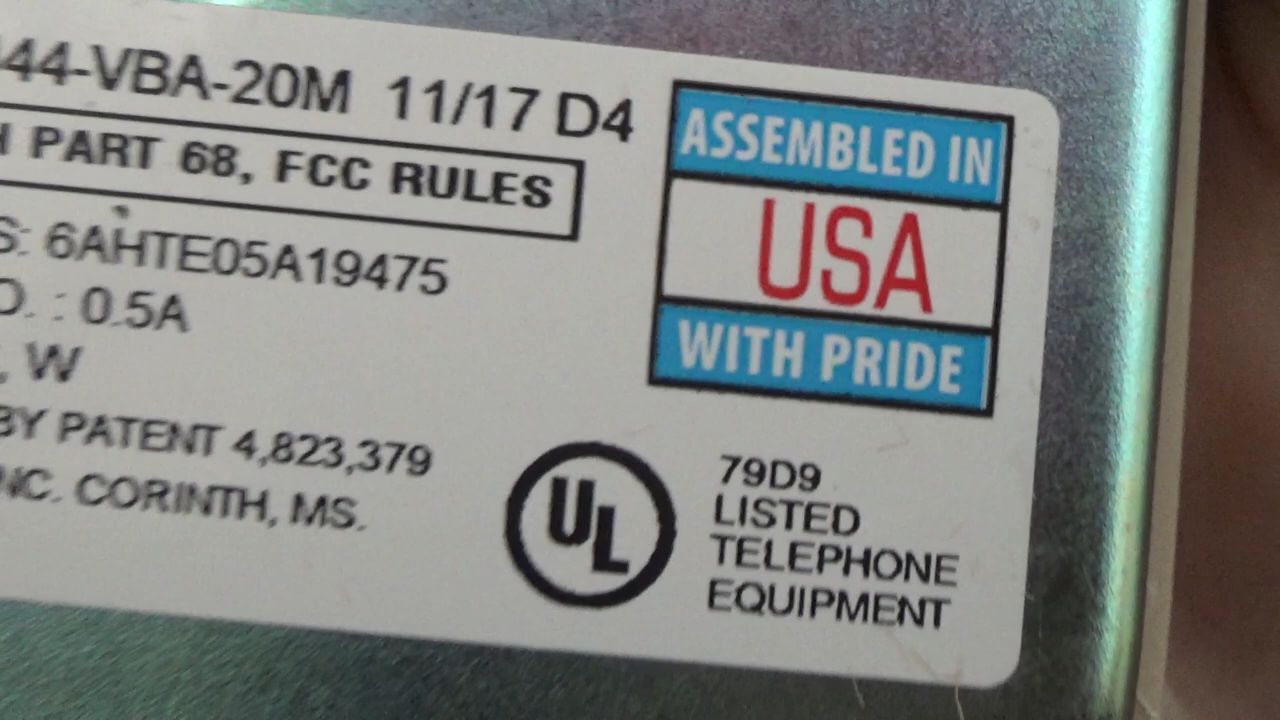 44-VBA-20M 11/17 D4
H PART 68, FCC RULES
S: 6AHTE05A19475
O. : 0.5A
, W
BY PATENT 4,823,379
NC. CORINTH, MS.
ASSEMBLED IN
USA
WITH PRIDE
UL
79D9
LISTED
TELEPHONE
EQUIPMENT